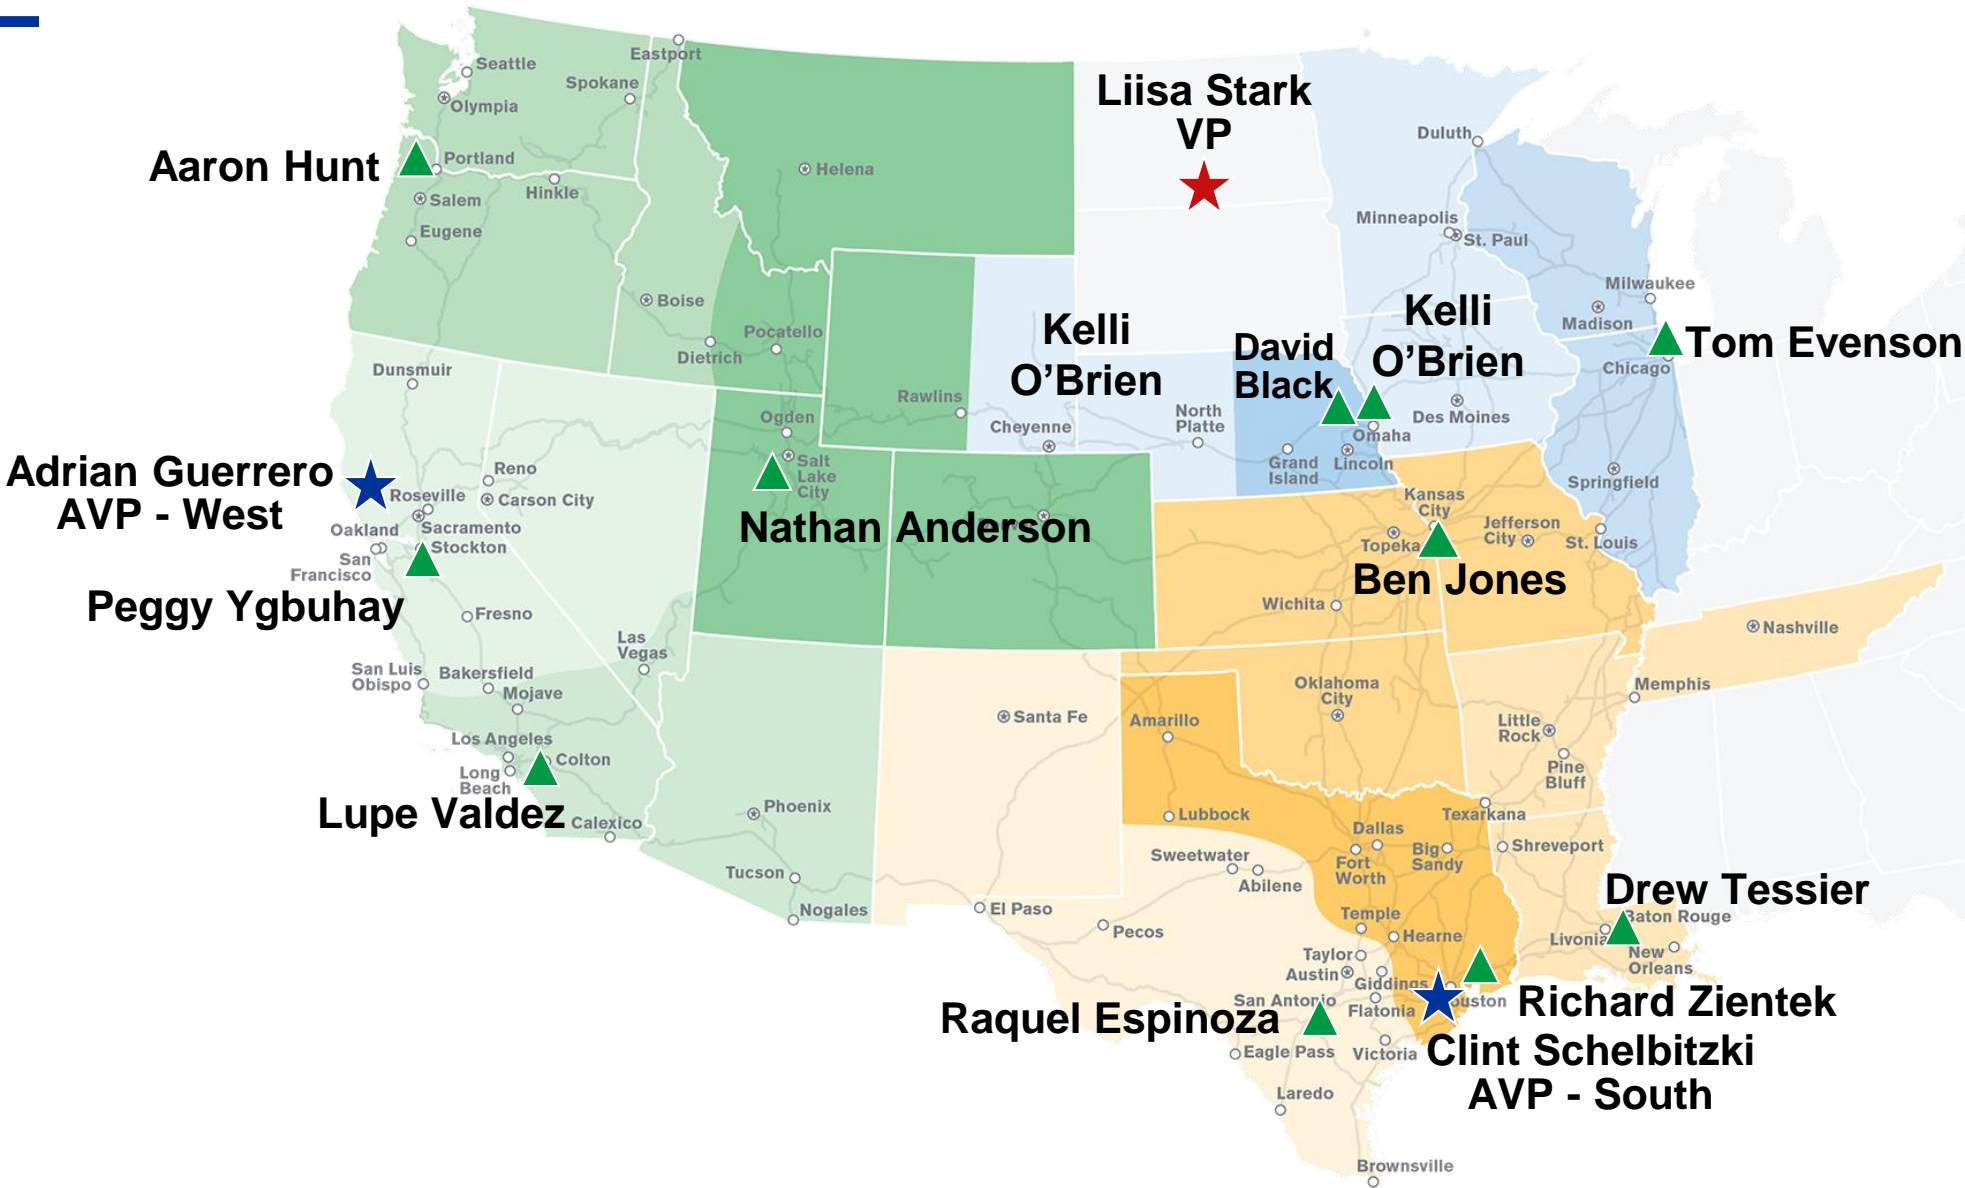 Eastport
Seattle
Spokane
Olympia
Liisa Stark
VP
Duluth
Aaron Hunt
Portland
Helena
Hinkle
Salem
Eugene
Minneapolis
St. Paul
Boise
Milwaukee
Madison
Pocatello
Dietrich
Kelli
O’Brien
David
Black
Kelli
O’Brien
Tom Evenson
Chicago
Dunsmuir
Rawlins
Ogden
Cheyenne
North
Platte
Des Moines
Omaha
Salt
Lake
City
Grand
Island
Lincoln
Springfield
Adrian Guerrero
AVP - West
Reno
Roseville
Carson City
Kansas
City
Oakland
Sacramento
Stockton
Nathan Anderson
Jefferson
City
Topeka
St. Louis
San
Francisco
Ben Jones
Peggy Ygbuhay
Fresno
Wichita
Nashville
Las
Vegas
San Luis
Obispo
Bakersfield
Mojave
Oklahoma
City
Memphis
Santa Fe
Amarillo
Little
Rock
Los Angeles
Colton
Long
Beach
Pine
Bluff
Lupe Valdez
Calexico
Phoenix
Lubbock
Texarkana
Dallas
Fort
Worth
Big
Sandy
Shreveport
Sweetwater
Abilene
Tucson
Nogales
El Paso
Pecos
Temple
Hearne
Drew Tessier
Baton Rouge
Livonia
New
Orleans
Taylor
Austin
Giddings
San Antonio
Flatonia
Raquel Espinoza
Richard Zientek
Eagle Pass
Victoria
Clint Schelbitzki
AVP - South
Laredo
Brownsville